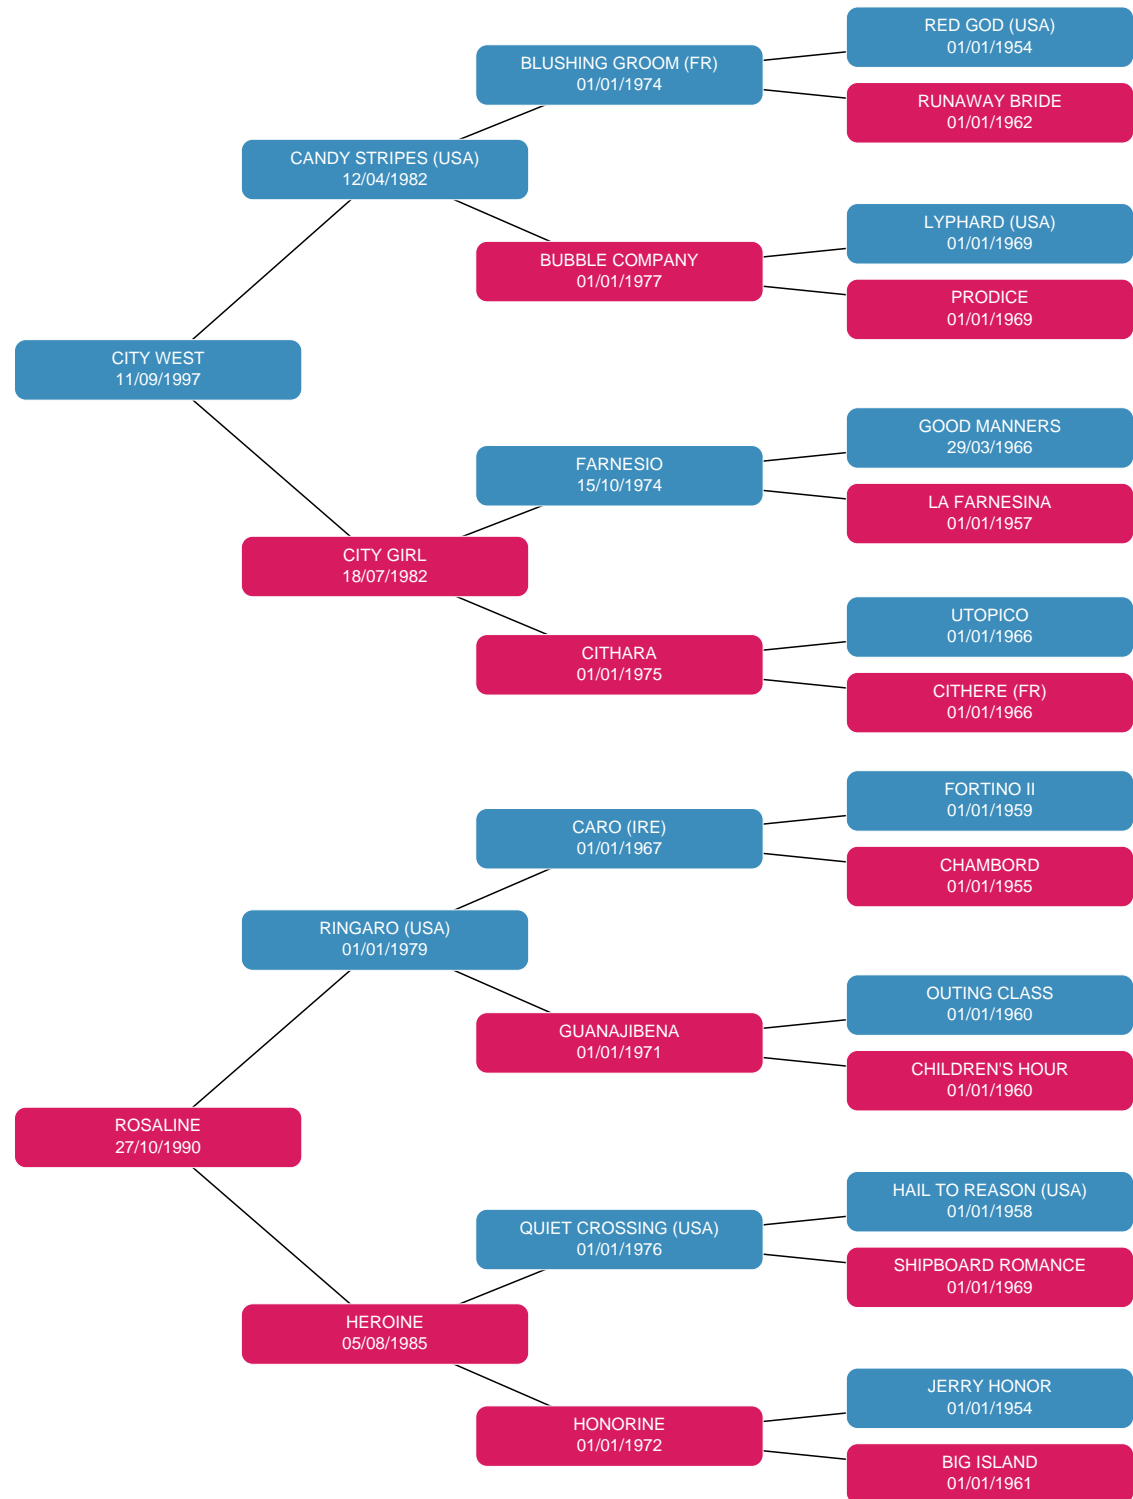 RED GOD (USA)
01/01/1954
BLUSHING GROOM (FR)
01/01/1974
RUNAWAY BRIDE
01/01/1962
CANDY STRIPES (USA)
12/04/1982
LYPHARD (USA)
01/01/1969
BUBBLE COMPANY
01/01/1977
PRODICE
01/01/1969
CITY WEST
11/09/1997
GOOD MANNERS
29/03/1966
FARNESIO
15/10/1974
LA FARNESINA
01/01/1957
CITY GIRL
18/07/1982
UTOPICO
01/01/1966
CITHARA
01/01/1975
CITHERE (FR)
01/01/1966
FORTINO II
01/01/1959
CARO (IRE)
01/01/1967
CHAMBORD
01/01/1955
RINGARO (USA)
01/01/1979
OUTING CLASS
01/01/1960
GUANAJIBENA
01/01/1971
CHILDREN'S HOUR
01/01/1960
ROSALINE
27/10/1990
HAIL TO REASON (USA)
01/01/1958
QUIET CROSSING (USA)
01/01/1976
SHIPBOARD ROMANCE
01/01/1969
HEROINE
05/08/1985
JERRY HONOR
01/01/1954
HONORINE
01/01/1972
BIG ISLAND
01/01/1961